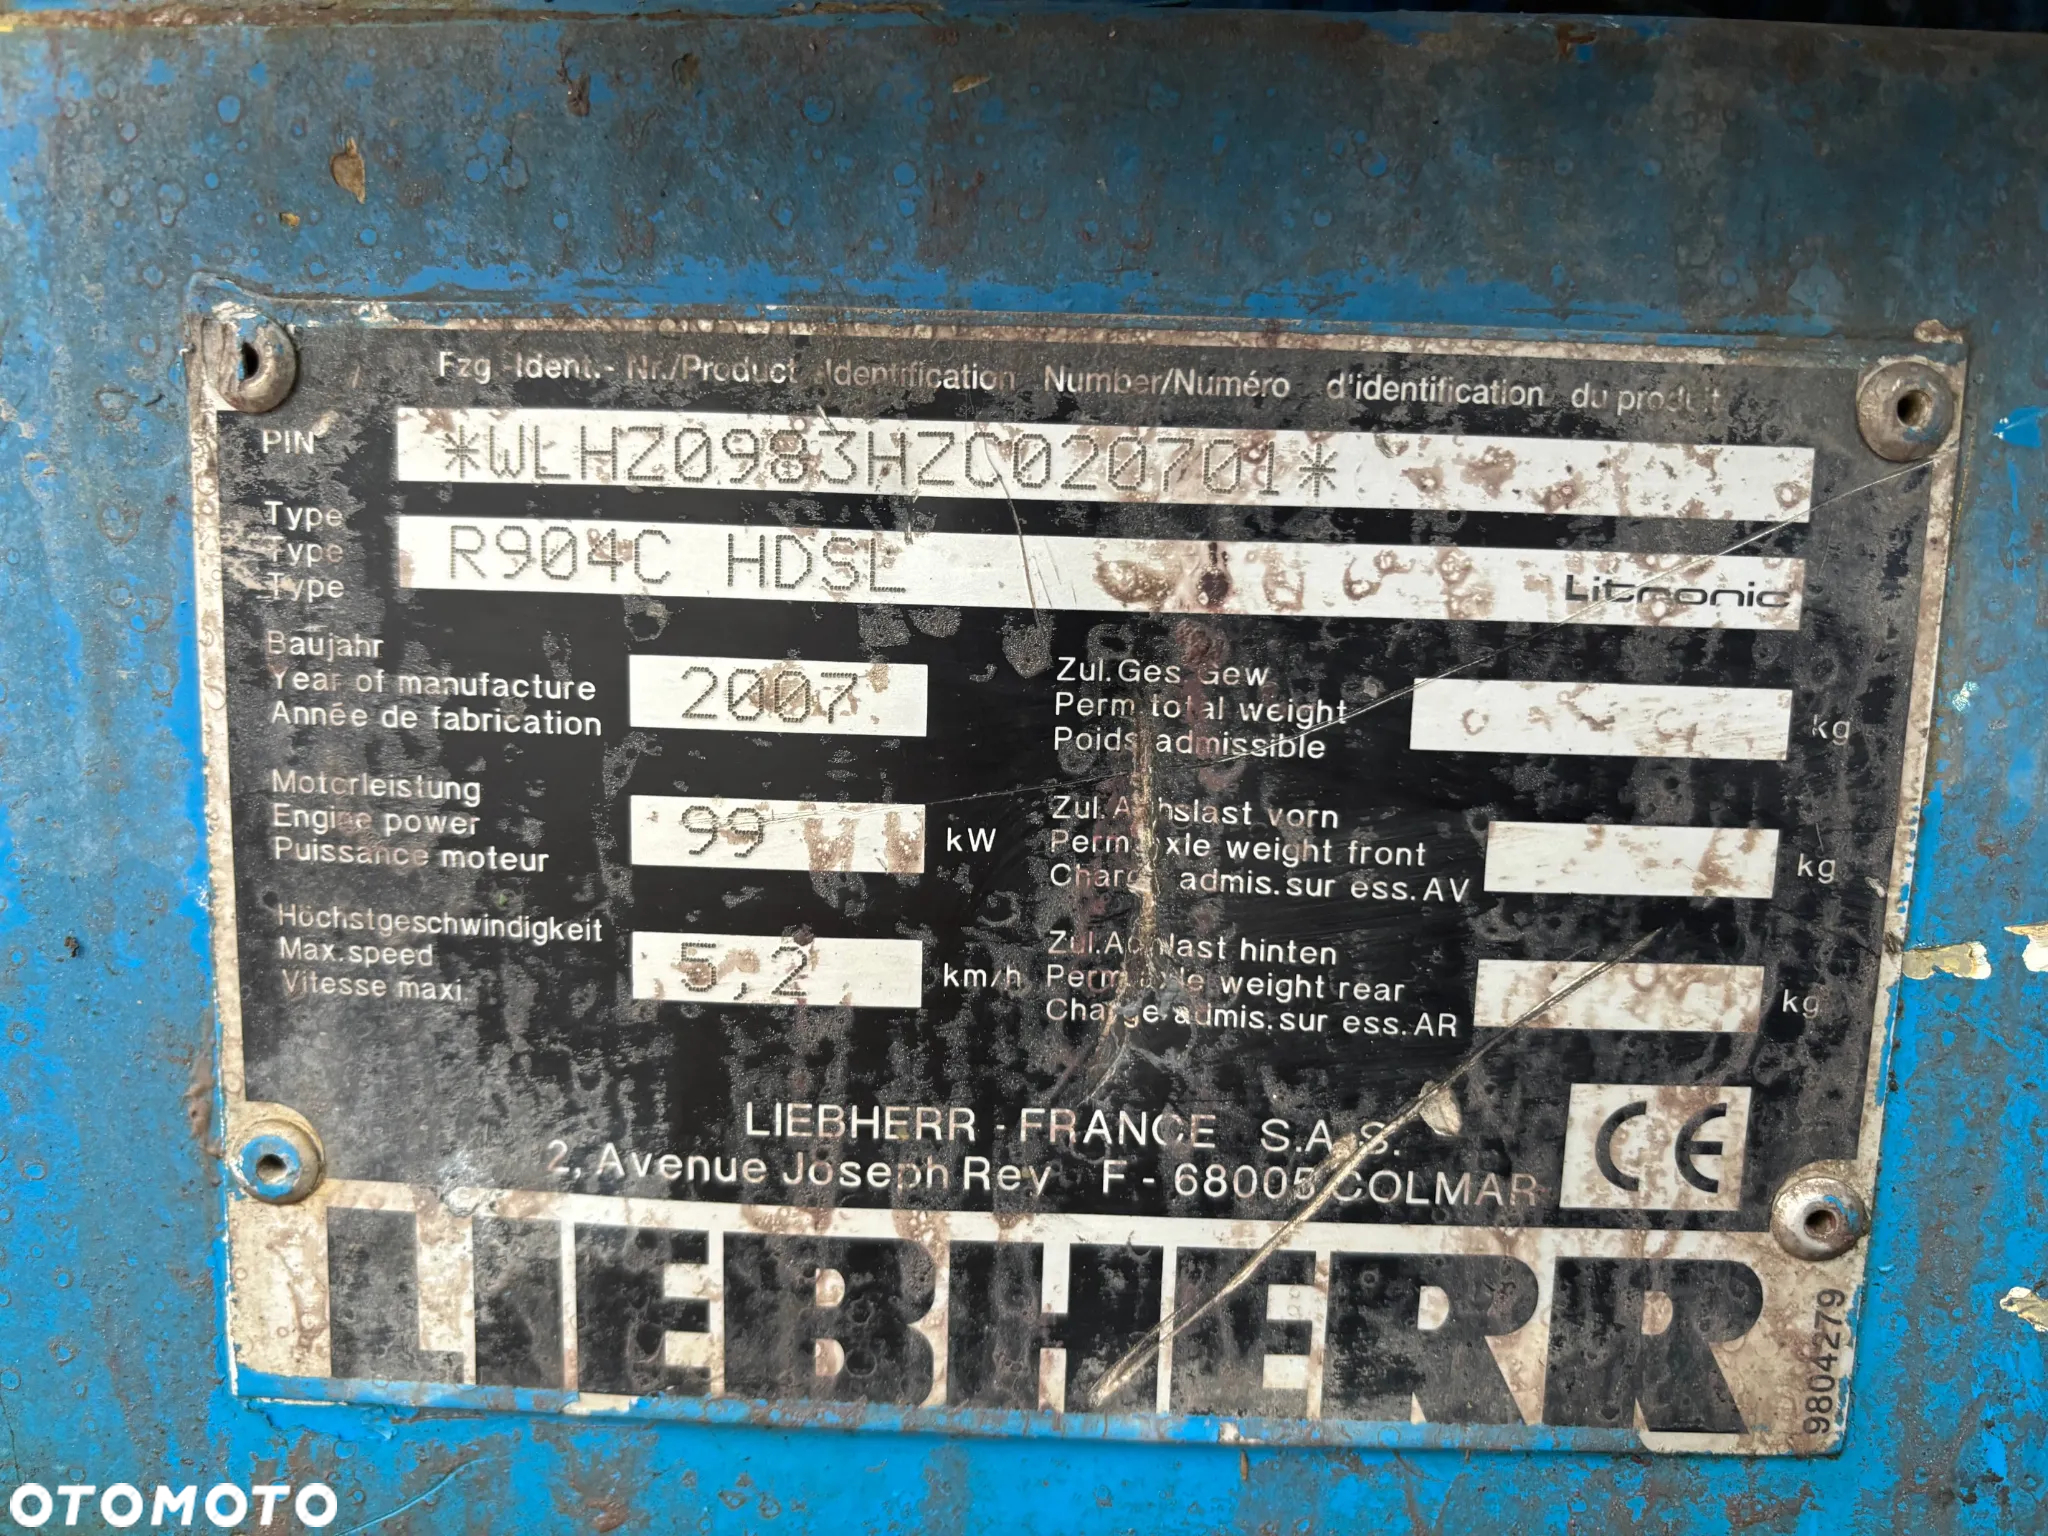 Fzg.-Ident.-Nr./Product Identification Number/Numéro d'identification du produit
PIN *WLHZ0983HZC020701*
Type
Type R904C HDSL Litronic
Type
Baujahr
Year of manufacture 2007
Année de fabrication
Zul.Ges Gew
Perm total weight kg
Poids admissible
Motorleistung
Engine power 99 kW
Puissance moteur
Zul.Achslast vorn
Perm axle weight front kg
Charge admis.sur ess.AV
Höchstgeschwindigkeit
Max.speed 5,2 km/h
Vitesse maxi.
Zul.Achslast hinten
Perm axle weight rear kg
Charge admis.sur ess.AR
LIEBHERR - FRANCE S.A.S.
2, Avenue Joseph Rey F - 68005 COLMAR
CE
LIEBHERR
9804279
OTOMOTO